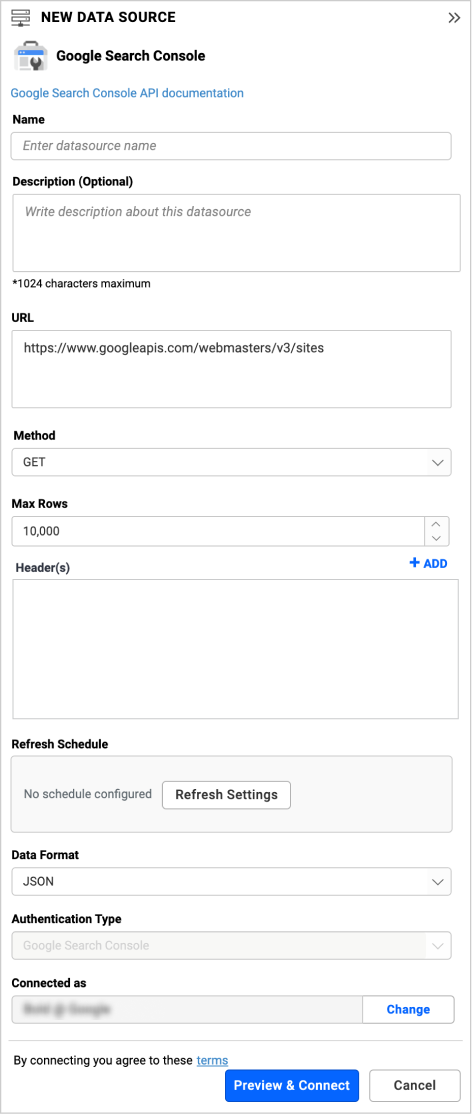 NEW DATA SOURCE
Google Search Console
Google Search Console API documentation
Name
Enter datasource name
Description (Optional)
Write description about this datasource
*1024 characters maximum
URL
https://www.googleapis.com/webmasters/v3/sites
Method
GET
Max Rows
10,000
Header(s)
+ ADD
Refresh Schedule
No schedule configured
Refresh Settings
Data Format
JSON
Authentication Type
Google Search Console
Connected as
Change
By connecting you agree to these terms
Preview & Connect
Cancel